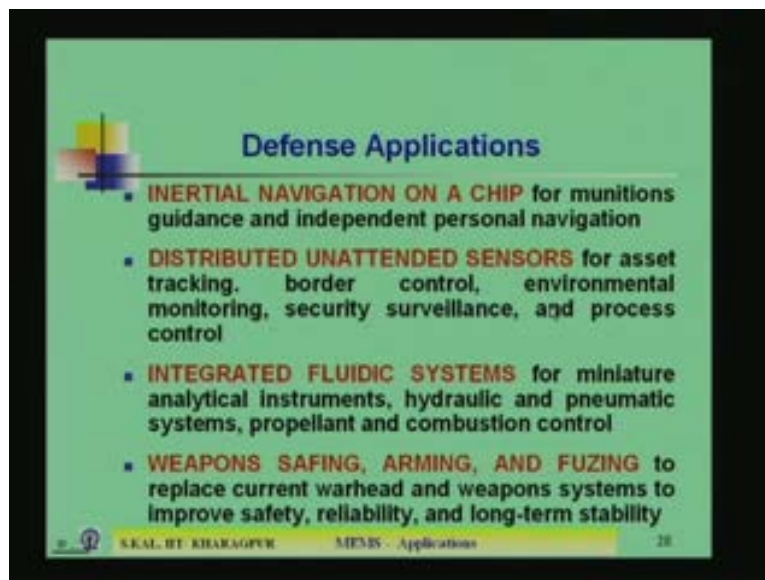 Defense Applications
INERTIAL NAVIGATION ON A CHIP for munitions
guidance and independent personal navigation
DISTRIBUTED UNATTENDED SENSORS for asset
tracking. border control, environmental
monitoring, security surveillance, and process
control
INTEGRATED FLUIDIC SYSTEMS for miniature
analytical instruments, hydraulic and pneumatic
systems, propellant and combustion control
WEAPONS SAFING, ARMING, AND FUZING to
replace current warhead and weapons systems to
improve safety, reliability, and long-term stability
S.KAL, IIT- KHARAGPUR MEMS - Applications 20